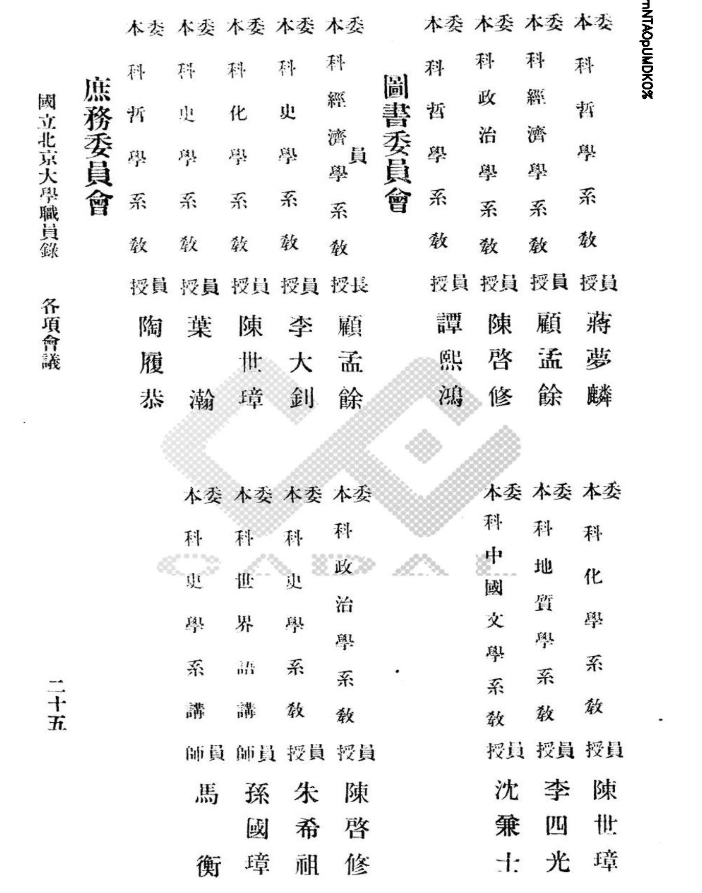 委員 本科哲學系教授 蔣夢麟
委員 本科經濟學系教授 顧孟餘
委員 本科政治學系教授 陳啓修
委員 本科哲學系教授 譚熙鴻
委員 本科化學系教授 陳世璋
委員 本科地質學系教授 李四光
委員 本科中國文學系教授 沈兼士
圖書委員會
委員長 本科經濟學系教授 顧孟餘
委員 本科史學系教授 李大釗
委員 本科化學系教授 陳世璋
委員 本科史學系教授 葉瀚
委員 本科哲學系教授 陶履恭
委員 本科政治學系教授 陳啓修
委員 本科史學系教授 朱希祖
委員 本科世界語講師 孫國璋
委員 本科史學系講師 馬衡
庶務委員會
國立北京大學職員錄 各項會議 二十五
CADAL